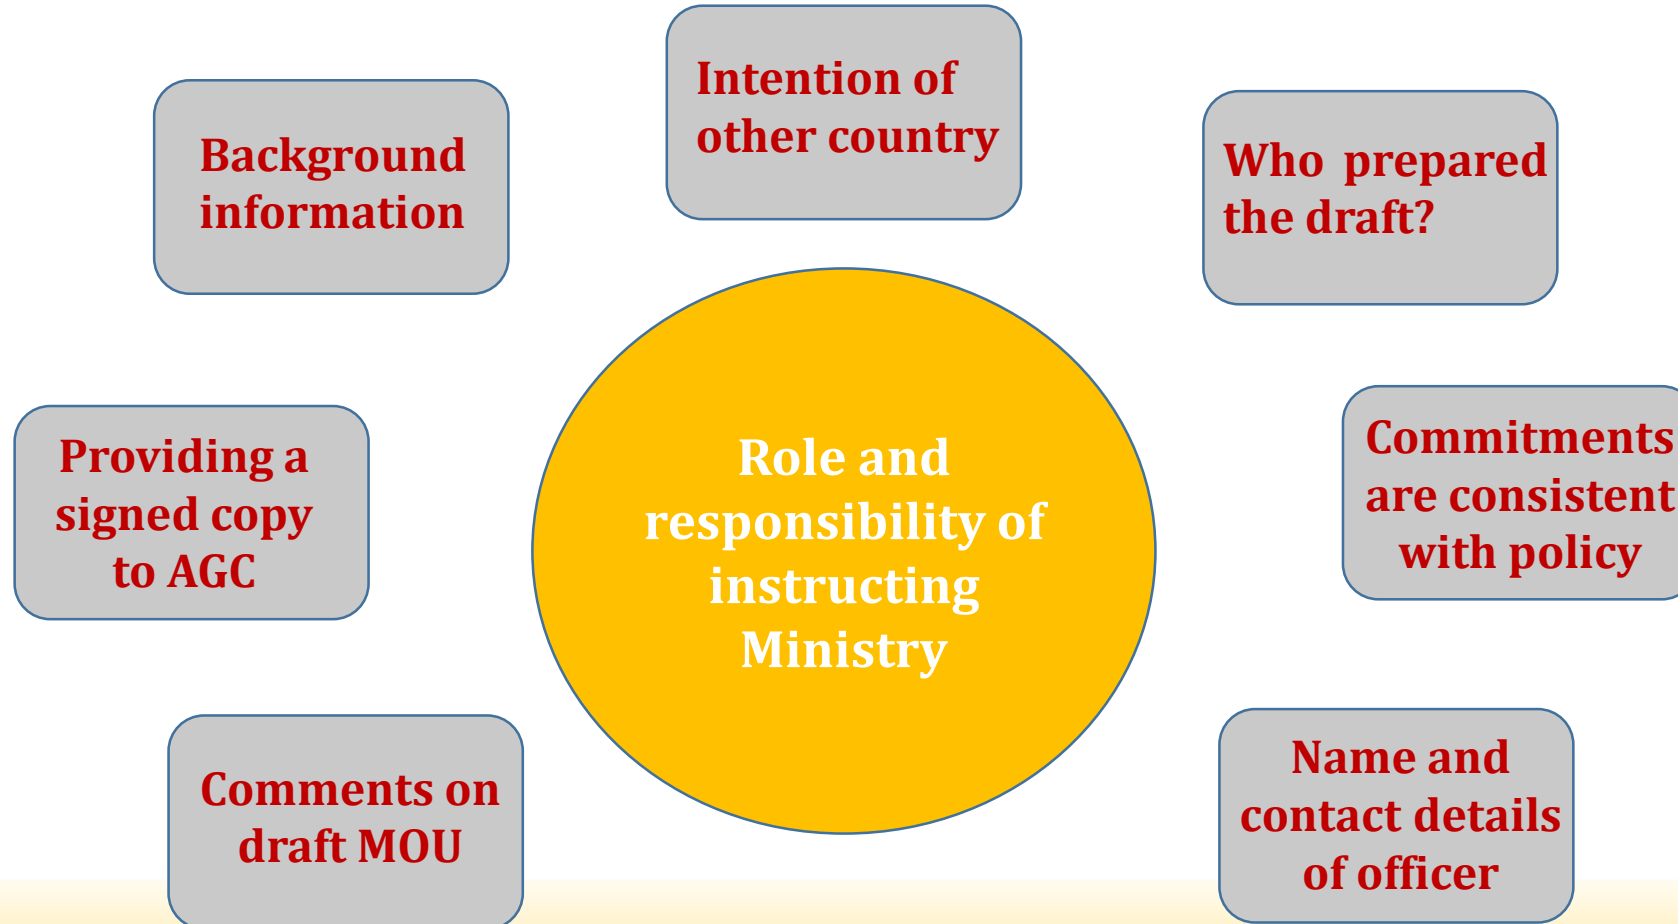 Intention of
other country
Background
information
Who prepared
the draft?
Providing a
signed copy
to AGC
Role and
responsibility of
instructing
Ministry
Commitments
are consistent
with policy
Comments on
draft MOU
Name and
contact details
of officer